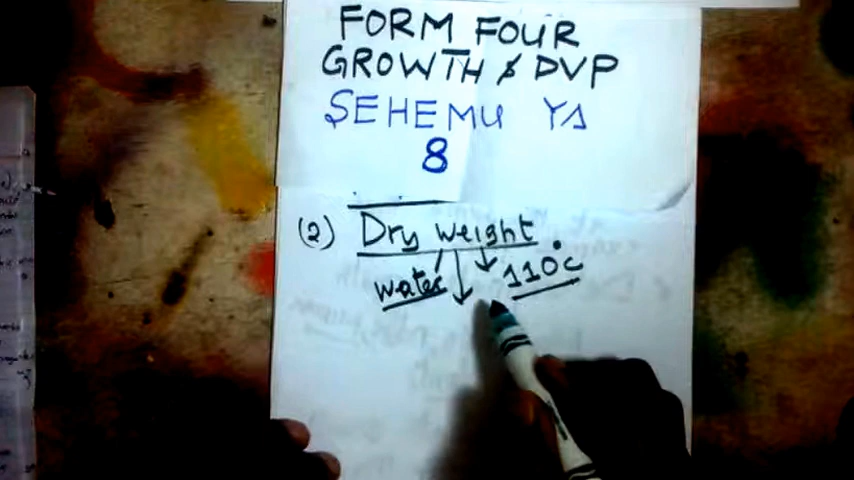 FORM FOUR
GROWTH & DVP
SEHEMU YA
8
(2) Dry weight
water 110°c